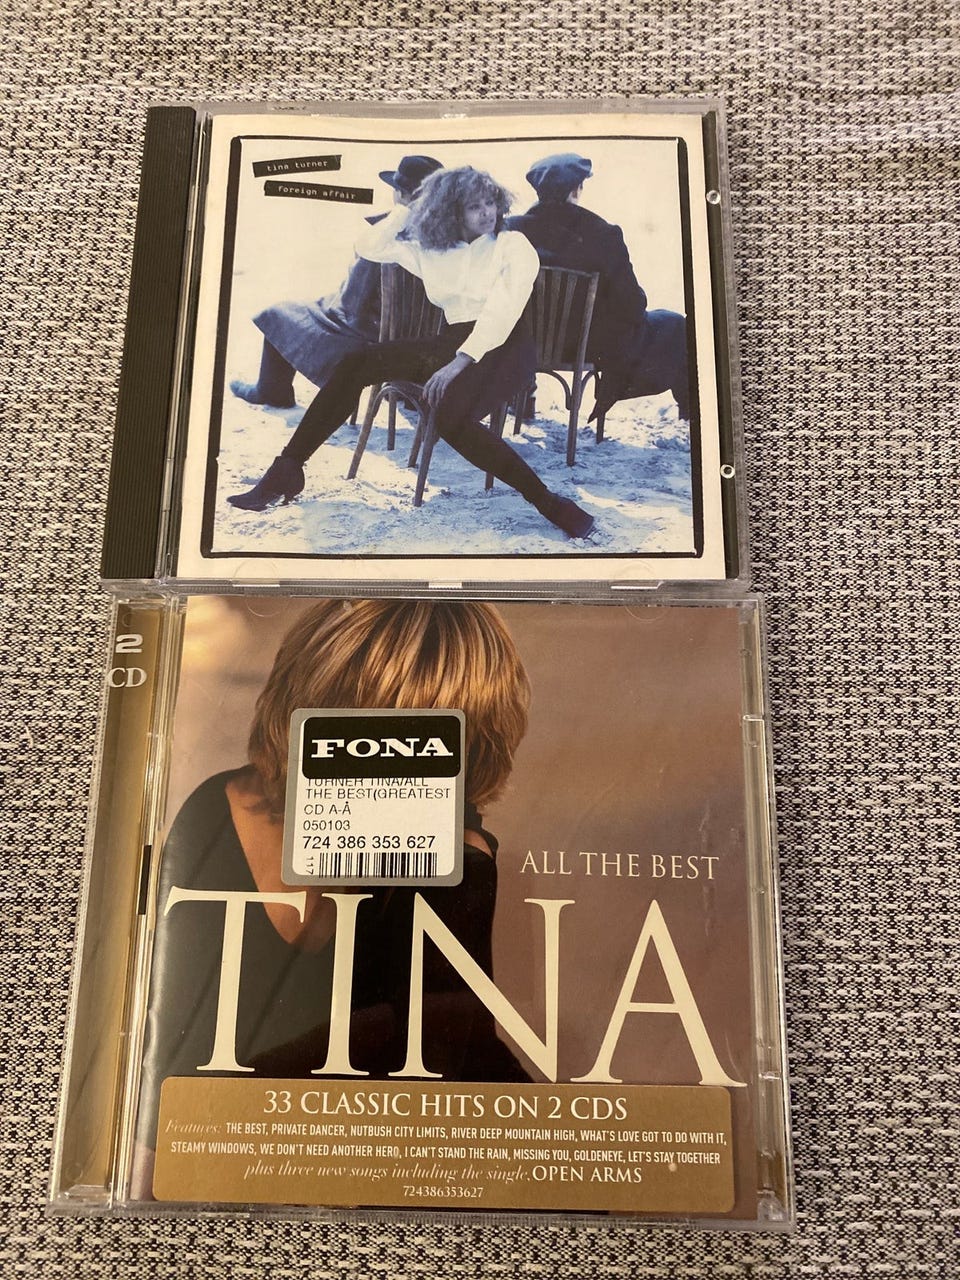 tina turner
foreign affair
2
CD
FONA
TURNER TINA/ALL
THE BEST(GREATEST
CD A-Å
050103
724 386 353 627
117
ALL THE BEST
TINA
33 CLASSIC HITS ON 2 CDS
Features: THE BEST, PRIVATE DANCER, NUTBUSH CITY LIMITS, RIVER DEEP MOUNTAIN HIGH, WHAT'S LOVE GOT TO DO WITH IT,
STEAMY WINDOWS, WE DON'T NEED ANOTHER HERO, I CAN'T STAND THE RAIN, MISSING YOU, GOLDENEYE, LET'S STAY TOGETHER
plus three new songs including the single, OPEN ARMS
724386353627